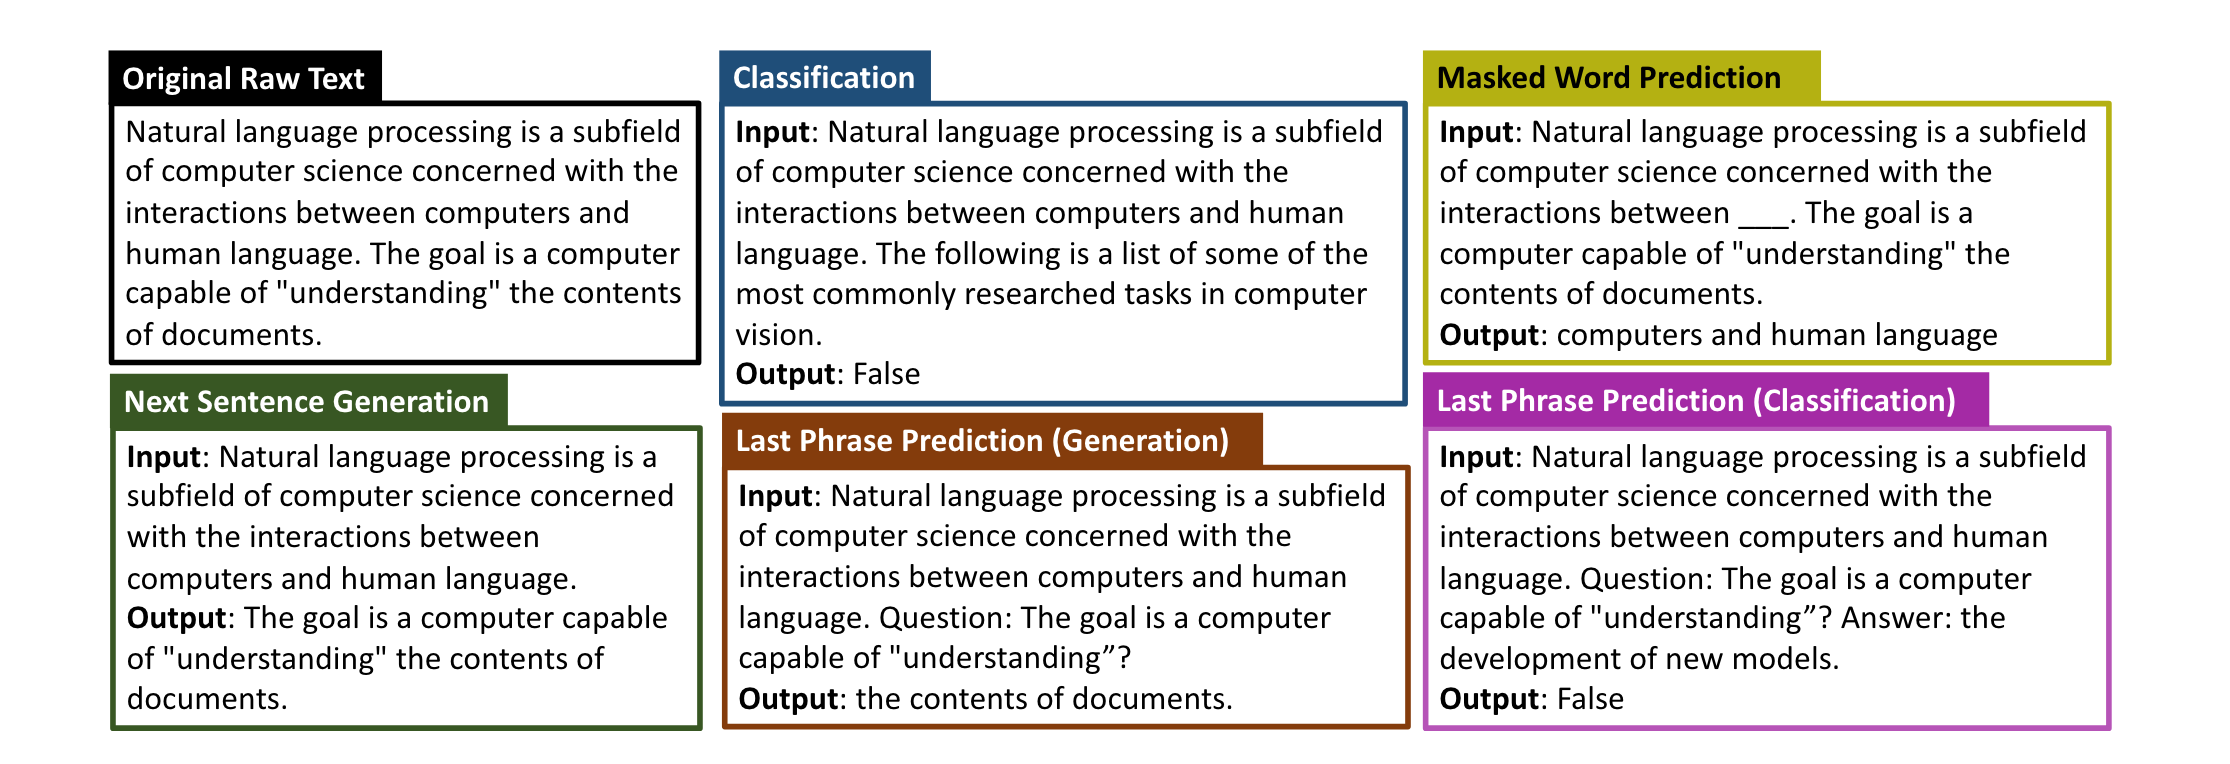 Original Raw Text
Natural language processing is a subfield
of computer science concerned with the
interactions between computers and
human language. The goal is a computer
capable of "understanding" the contents
of documents.
Next Sentence Generation
Input: Natural language processing is a
subfield of computer science concerned
with the interactions between
computers and human language.
Output: The goal is a computer capable
of "understanding" the contents of
documents.
Classification
Input: Natural language processing is a subfield
of computer science concerned with the
interactions between computers and human
language. The following is a list of some of the
most commonly researched tasks in computer
vision.
Output: False
Last Phrase Prediction (Generation)
Input: Natural language processing is a subfield
of computer science concerned with the
interactions between computers and human
language. Question: The goal is a computer
capable of "understanding”?
Output: the contents of documents.
Masked Word Prediction
Input: Natural language processing is a subfield
of computer science concerned with the
interactions between ___. The goal is a
computer capable of "understanding" the
contents of documents.
Output: computers and human language
Last Phrase Prediction (Classification)
Input: Natural language processing is a subfield
of computer science concerned with the
interactions between computers and human
language. Question: The goal is a computer
capable of "understanding”? Answer: the
development of new models.
Output: False